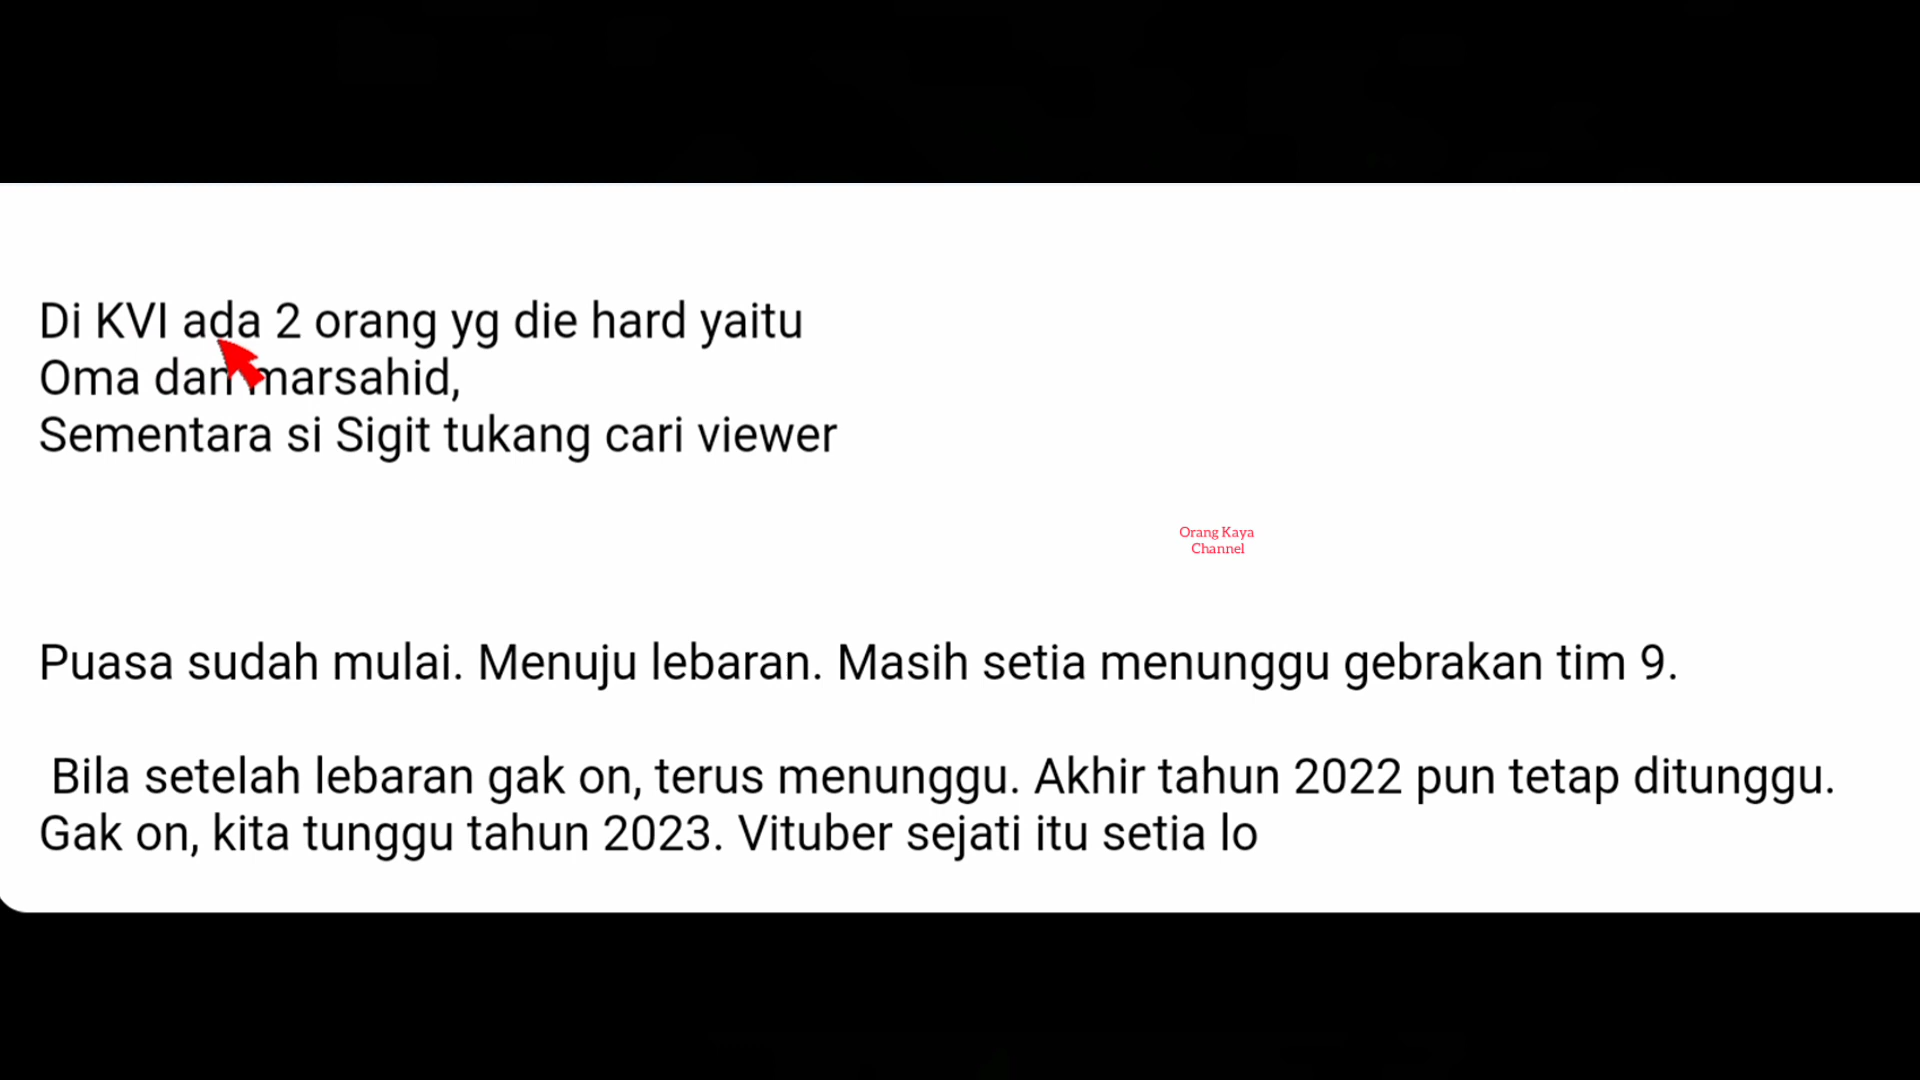 Di KVI ada 2 orang yg die hard yaitu
Oma dan marsahid,
Sementara si Sigit tukang cari viewer
Orang Kaya
Channel
Puasa sudah mulai. Menuju lebaran. Masih setia menunggu gebrakan tim 9.
Bila setelah lebaran gak on, terus menunggu. Akhir tahun 2022 pun tetap ditunggu.
Gak on, kita tunggu tahun 2023. Vituber sejati itu setia lo